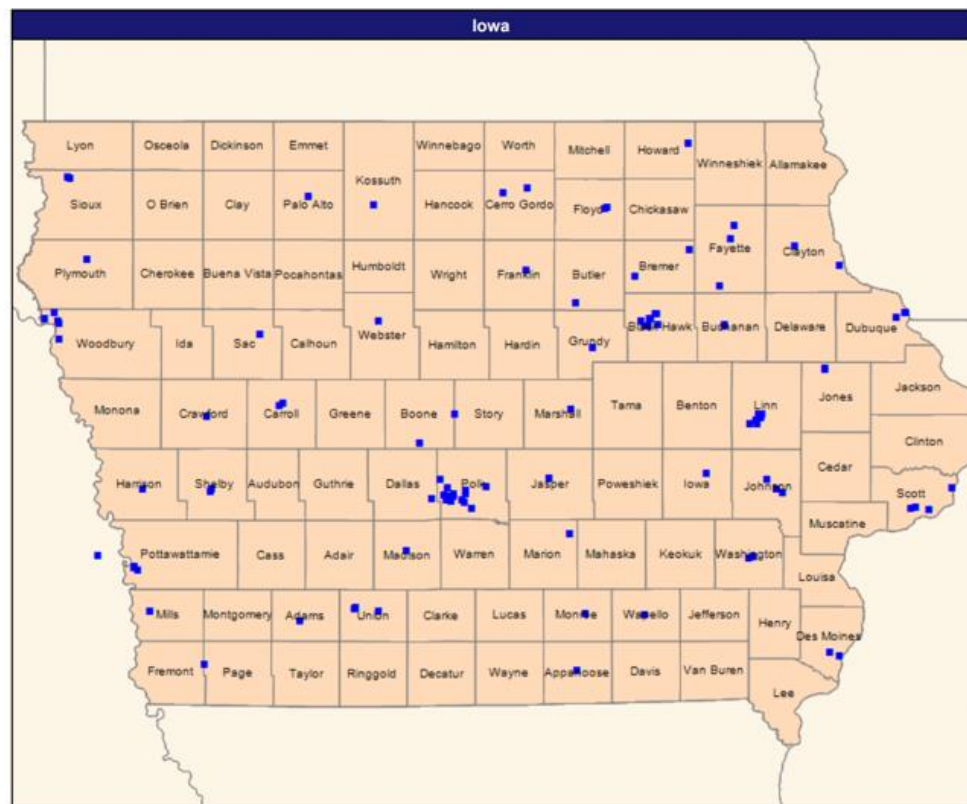 Iowa
Lyon Osceola Dickinson Emmet Winnebago Worth Mitchell Howard Winneshiek Allamakee
Kossuth
Sioux O Brien Clay Palo Alto Hancock Cerro Gordo Floyd Chickasaw
Fayette Clayton
Plymouth Cherokee Buena Vista Pocahontas Humboldt Wright Franklin Butler Bremer
Woodbury Ida Sac Calhoun Webster Hamilton Hardin Grundy Black Hawk Buchanan Delaware Dubuque
Jackson
Monona Crawford Carroll Greene Boone Story Marshall Tama Benton Linn Jones
Clinton
Cedar
Harrison Shelby Audubon Guthrie Dallas Polk Jasper Poweshiek Iowa Johnson Scott
Muscatine
Pottawattamie Cass Adair Madison Warren Marion Mahaska Keokuk Washington
Louisa
Mills Montgomery Adams Union Clarke Lucas Monroe Wapello Jefferson Henry
Des Moines
Fremont Page Taylor Ringgold Decatur Wayne Appanoose Davis Van Buren
Lee